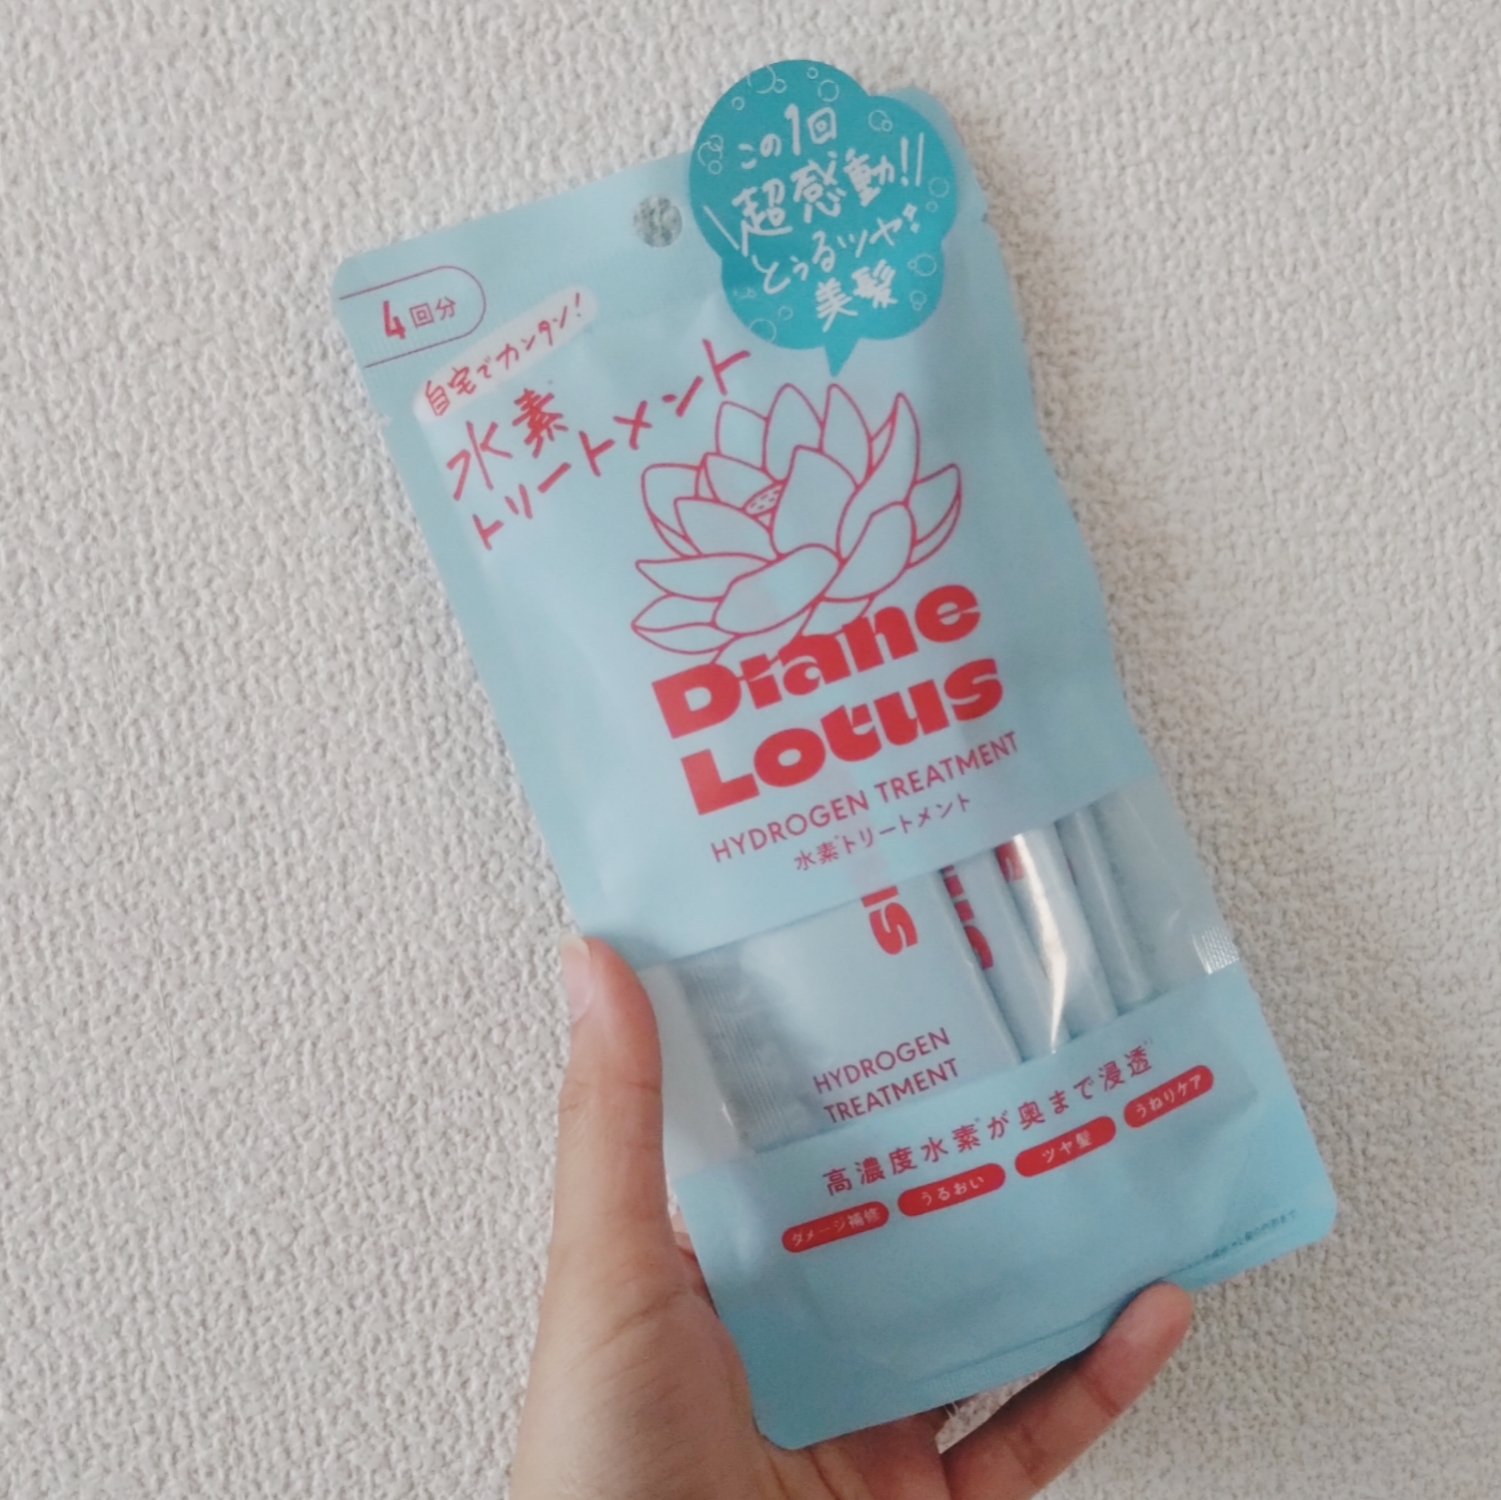 この1回
超感動!!
とぅるツヤ
美髪
4回分
自宅でカンタン!
水素
トリートメント
Diane
Lotus
HYDROGEN TREATMENT
水素トリートメント
HYDROGEN
TREATMENT
高濃度水素が奥まで浸透
ダメージ補修
うるおい
ツヤ髪
うねりケア